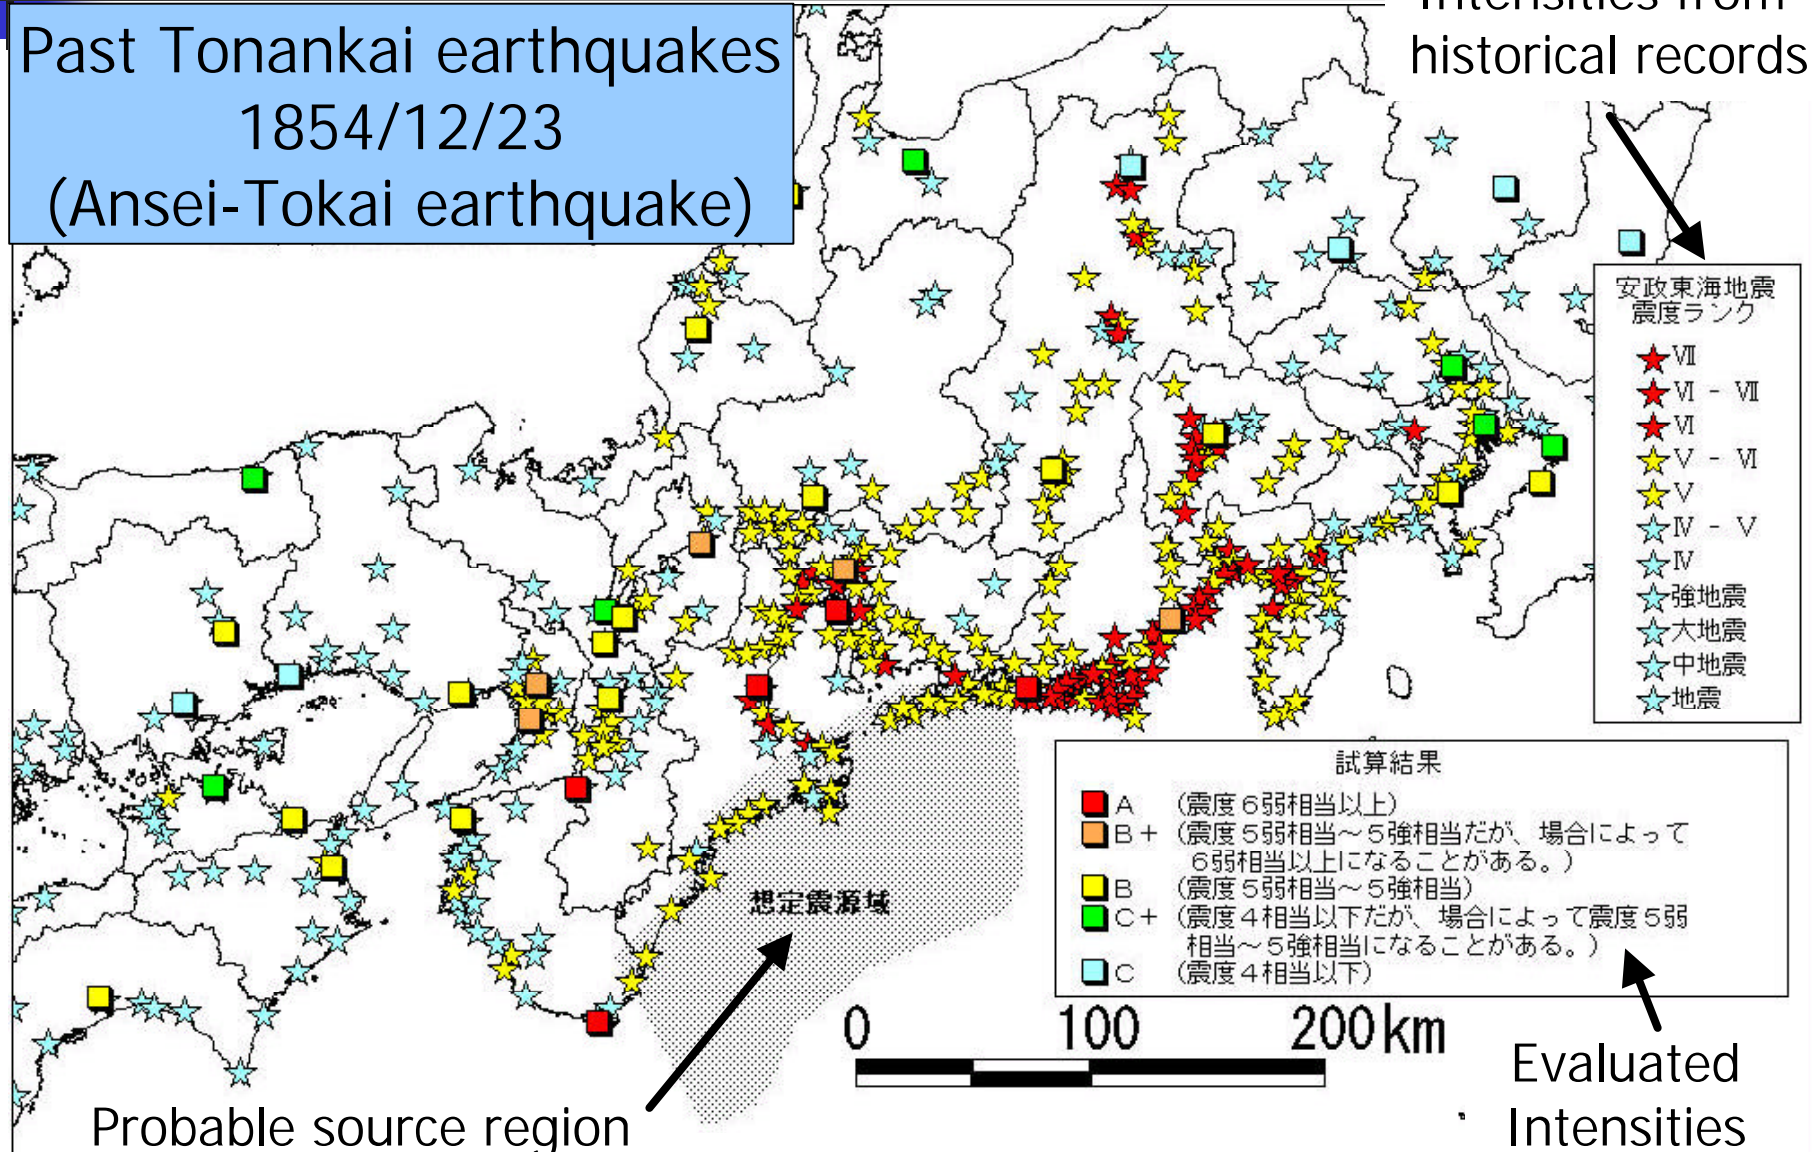 Past Tonankai earthquakes
1854/12/23
(Ansei-Tokai earthquake)
Intensities from
historical records
安政東海地震
震度ランク
Ⅶ
Ⅵ - Ⅶ
Ⅵ
Ⅴ - Ⅵ
Ⅴ
Ⅳ - Ⅴ
Ⅳ
強地震
大地震
中地震
地震
試算結果
A (震度6弱相当以上)
B+ (震度5弱相当～5強相当だが、場合によって
6弱相当以上になることがある。)
B (震度5弱相当～5強相当)
C+ (震度4相当以下だが、場合によって震度5弱
相当～5強相当になることがある。)
C (震度4相当以下)
想定震源域
0 100 200km
Probable source region
Evaluated
Intensities